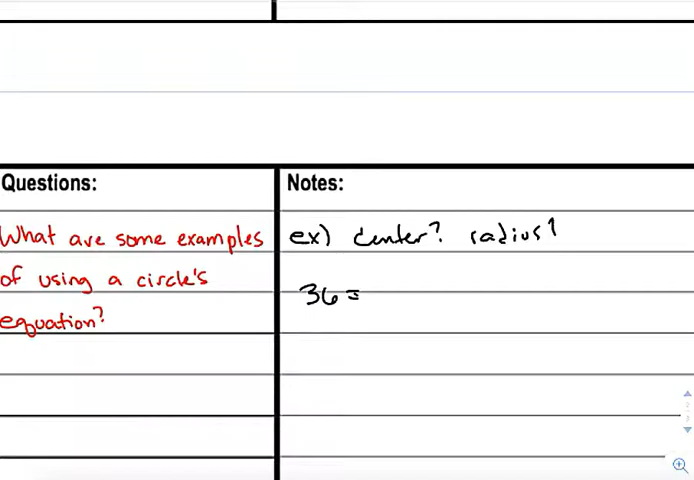 Questions:
Notes:
What are some examples
of using a circle's
equation?
ex) center? radius?
36 =